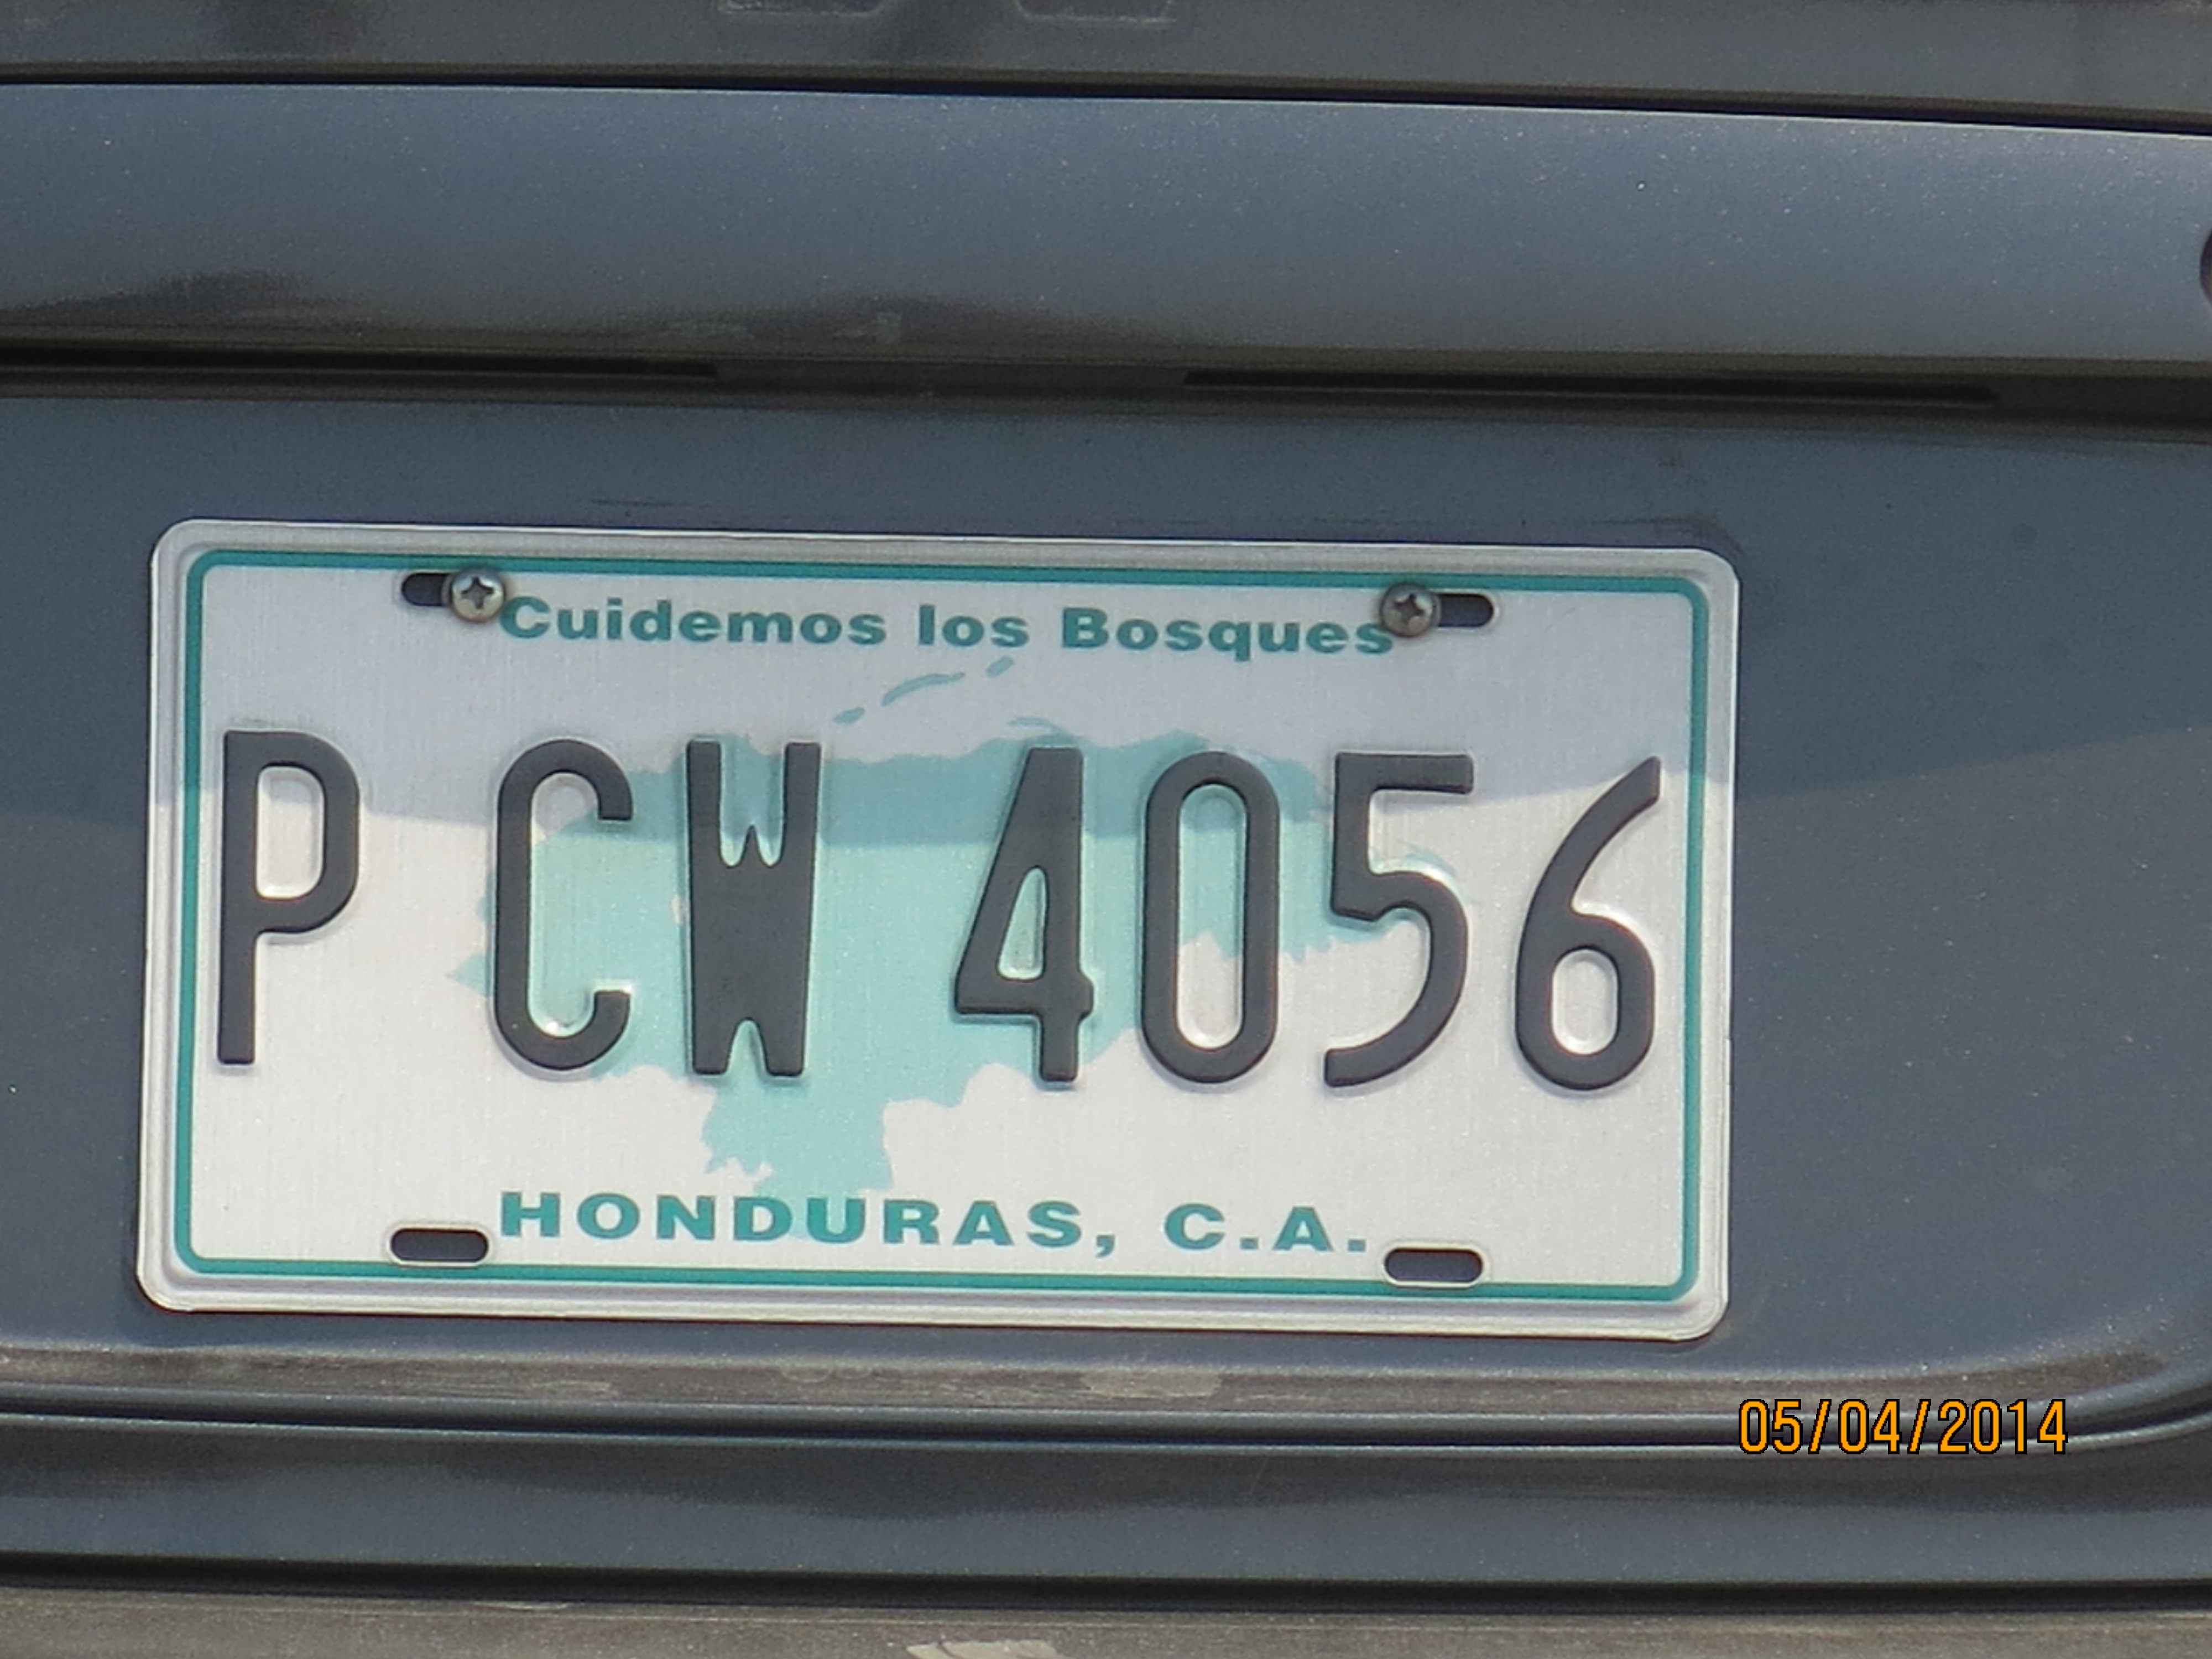 Cuidemos los Bosques
P CW 4056
HONDURAS, C.A.
05/04/2014